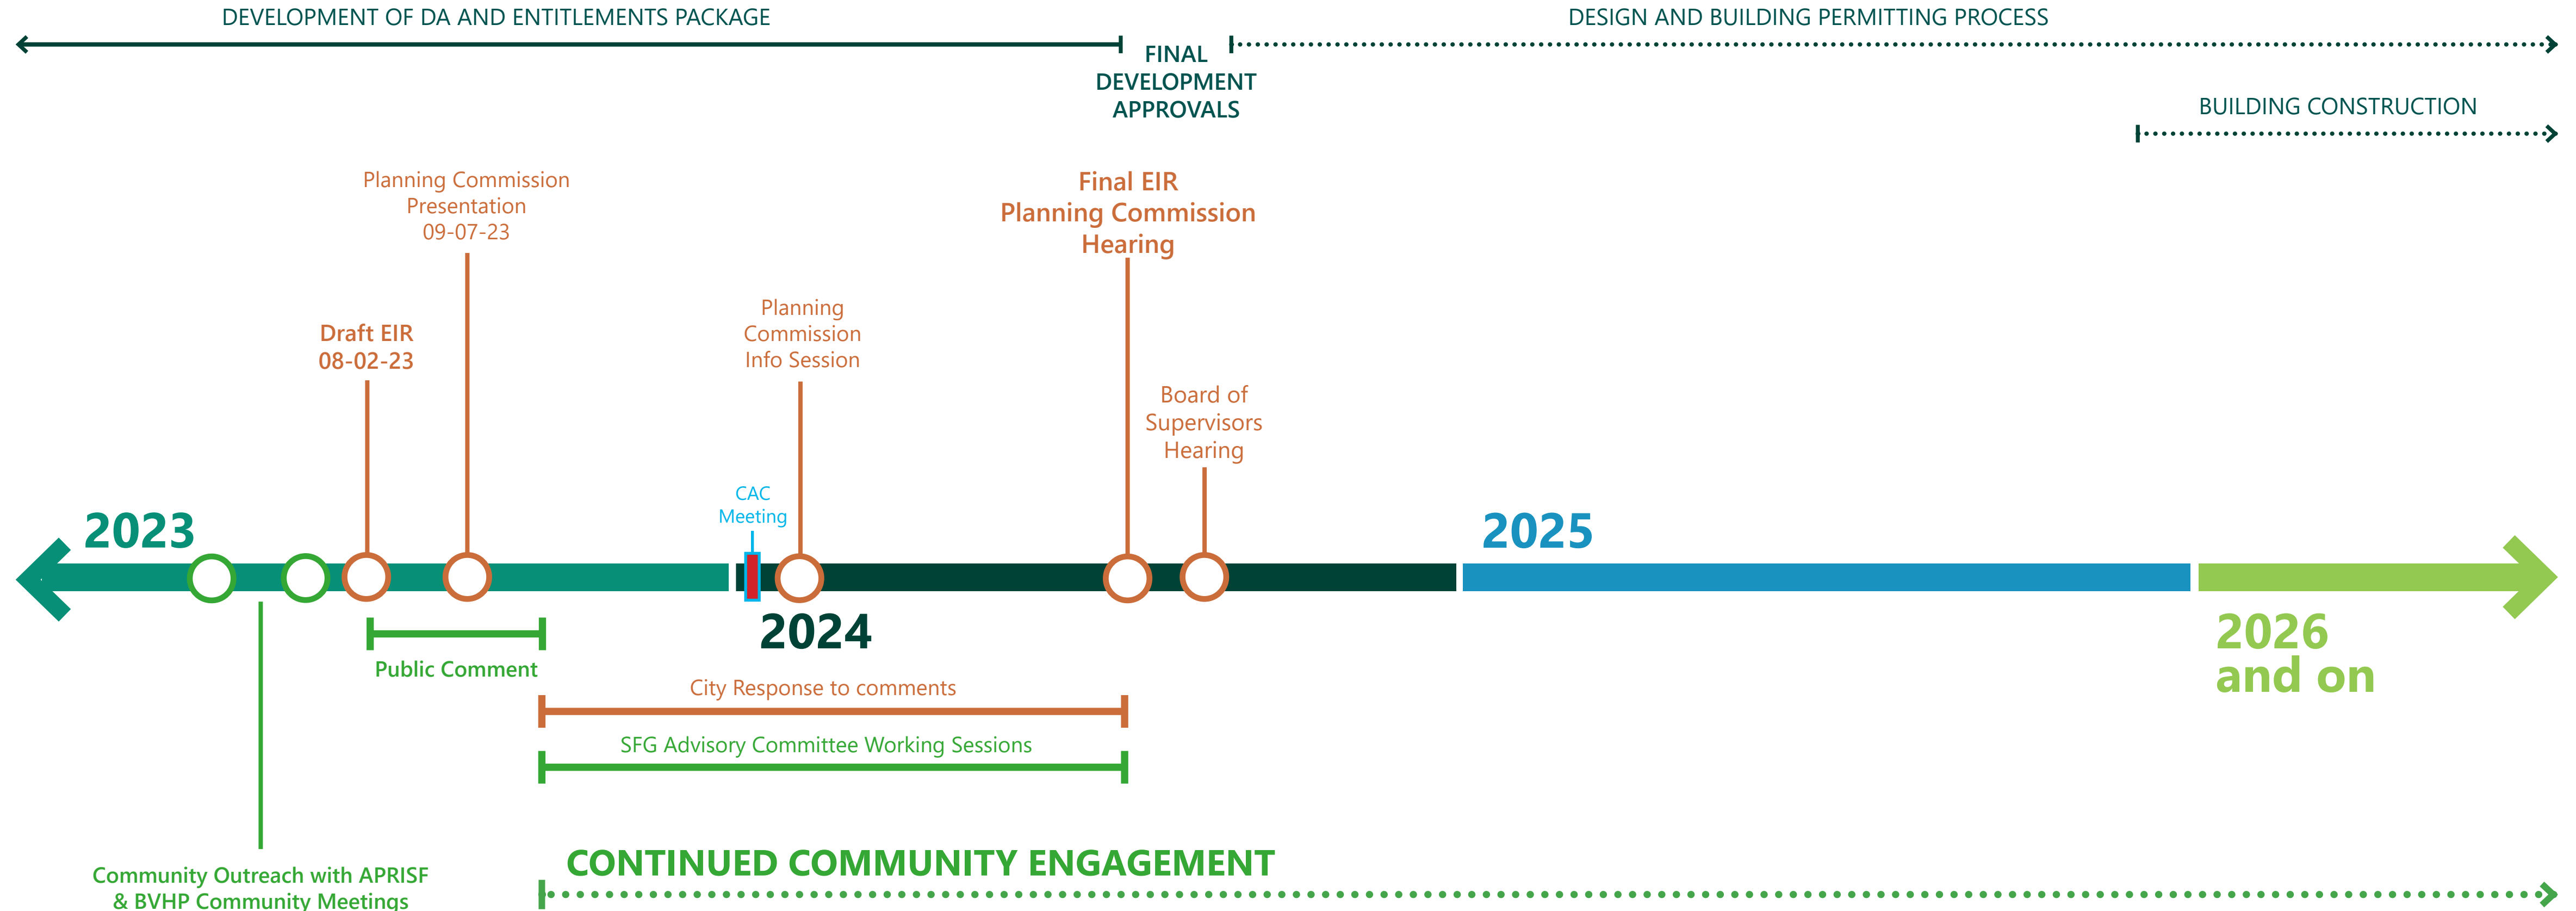 DEVELOPMENT OF DA AND ENTITLEMENTS PACKAGE
DESIGN AND BUILDING PERMITTING PROCESS
FINAL
DEVELOPMENT
APPROVALS
BUILDING CONSTRUCTION
Planning Commission
Presentation
09-07-23
Final EIR
Planning Commission
Hearing
Draft EIR
08-02-23
Planning
Commission
Info Session
Board of
Supervisors
Hearing
CAC
Meeting
2023
2025
2024
2026
and on
Public Comment
City Response to comments
SFG Advisory Committee Working Sessions
CONTINUED COMMUNITY ENGAGEMENT
Community Outreach with APRISF
& BVHP Community Meetings